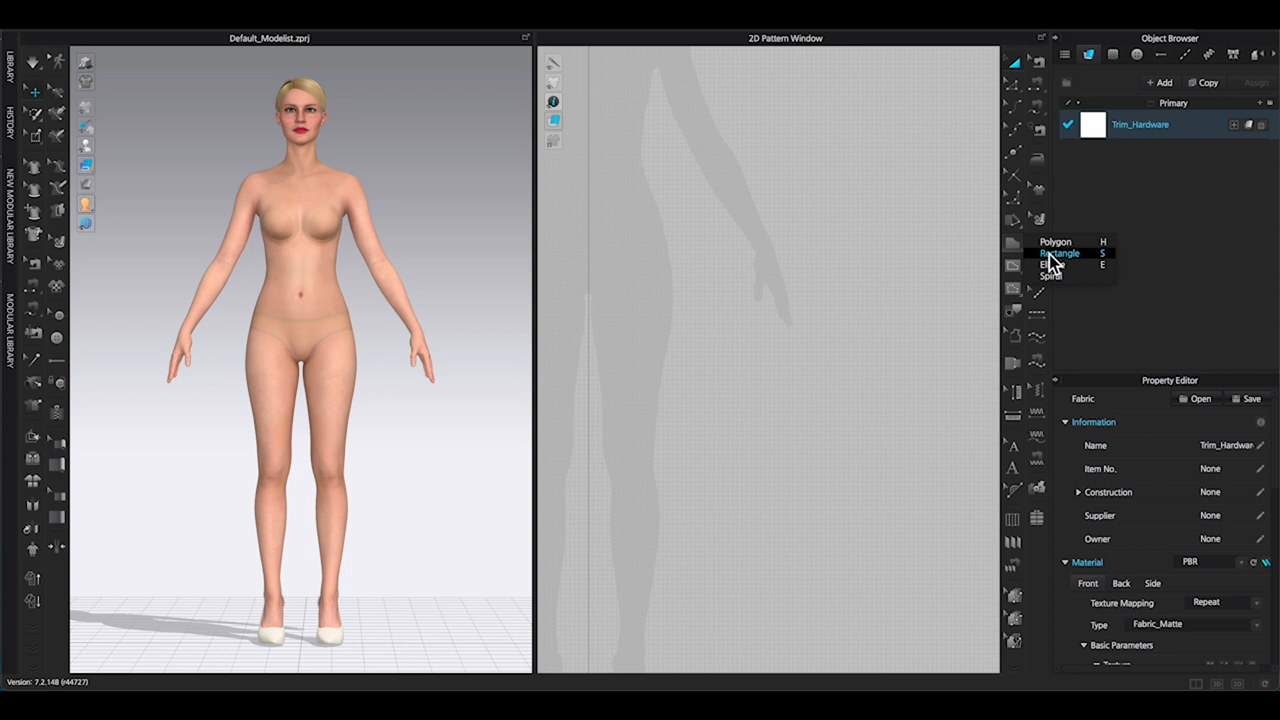 Default_Modelist.zprj
2D Pattern Window
Object Browser
LIBRARY
HISTORY
NEW MODULAR LIBRARY
MODULAR LIBRARY
+ Add
Copy
Assign
Primary
Trim_Hardware
Polygon H
Rectangle S
E
Spiral
Property Editor
Fabric
Open
Save
Information
Name Trim_Hardwar
Item No. None
Construction None
Supplier None
Owner None
Material PBR
Front Back Side
Texture Mapping Repeat
Type Fabric_Matte
Basic Parameters
A
A
Version: 7.2.148 (r44727)
3D
2D